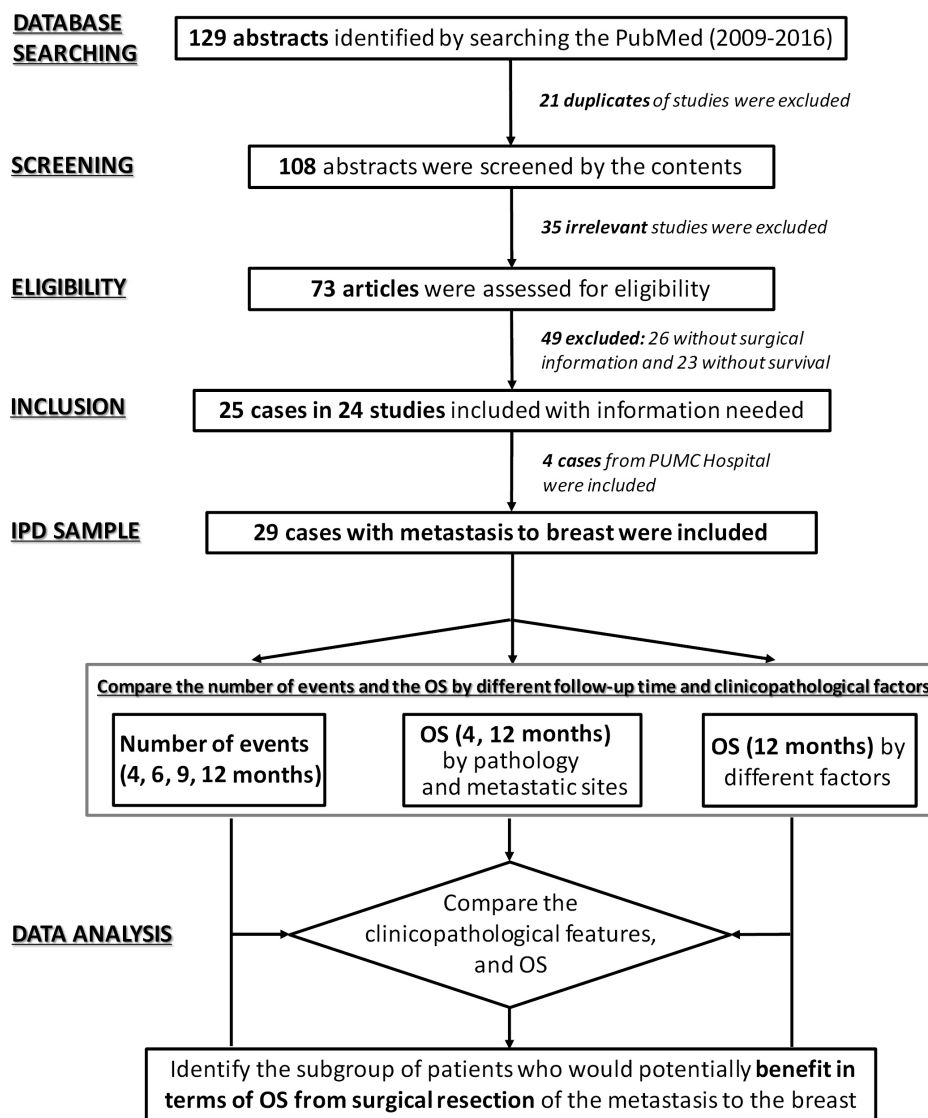 DATABASE
SEARCHING
129 abstracts identified by searching the PubMed (2009-2016)
21 duplicates of studies were excluded
SCREENING
108 abstracts were screened by the contents
35 irrelevant studies were excluded
ELIGIBILITY
73 articles were assessed for eligibility
49 excluded: 26 without surgical
information and 23 without survival
INCLUSION
25 cases in 24 studies included with information needed
4 cases from PUMC Hospital
were included
IPD SAMPLE
29 cases with metastasis to breast were included
Compare the number of events and the OS by different follow-up time and clinicopathological factors
Number of events
(4, 6, 9, 12 months)
OS (4, 12 months)
by pathology
and metastatic sites
OS (12 months) by
different factors
DATA ANALYSIS
Compare the
clinicopathological features,
and OS
Identify the subgroup of patients who would potentially benefit in
terms of OS from surgical resection of the metastasis to the breast